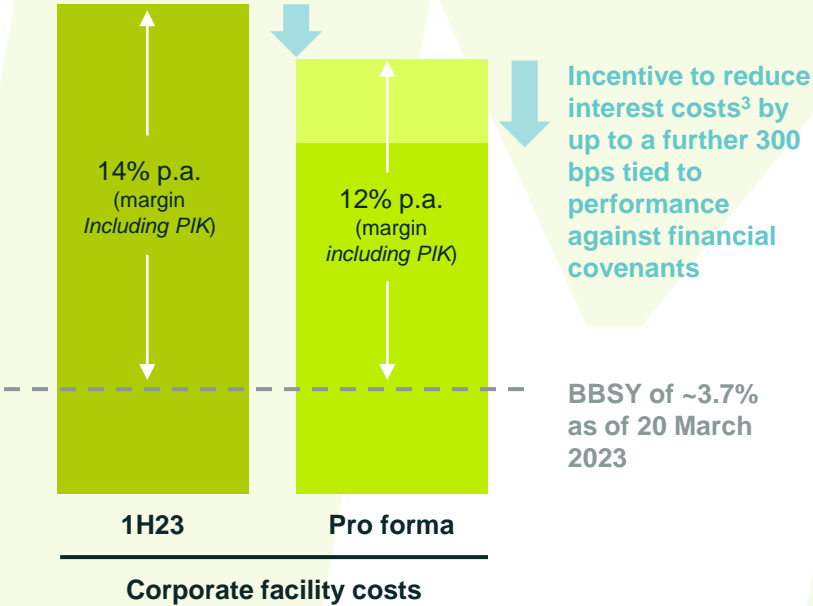 14% p.a.
(margin
Including PIK)
12% p.a.
(margin
including PIK)
Incentive to reduce
interest costs³ by
up to a further 300
bps tied to
performance
against financial
covenants
BBSY of ~3.7%
as of 20 March
2023
1H23
Pro forma
Corporate facility costs